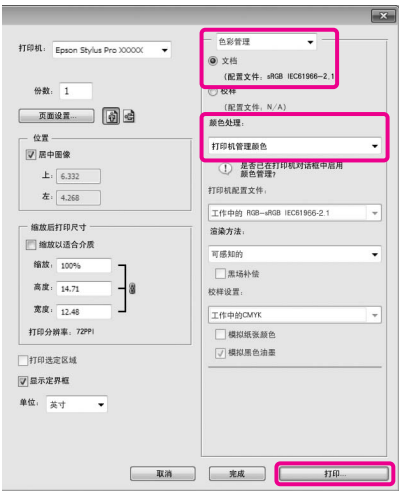 打印机: Epson Stylus Pro XXXXX
份数: 1
页面设置...
位置
居中图像
上: 6.332
左: 4.268
缩放后打印尺寸
缩放以适合介质
缩放: 100%
高度: 14.71
宽度: 12.48
打印分辨率: 72PPI
打印选定区域
显示定界框
单位: 英寸
色彩管理
文档
(配置文件: sRGB IEC61966-2.1
校样
(配置文件: N/A)
颜色处理:
打印机管理颜色
是否已在打印机对话框中启用
颜色管理?
打印机配置文件:
工作中的 RGB-sRGB IEC61966-2.1
渲染方法:
可感知的
黑场补偿
校样设置:
工作中的CMYK
模拟纸张颜色
模拟黑色油墨
取消
完成
打印...